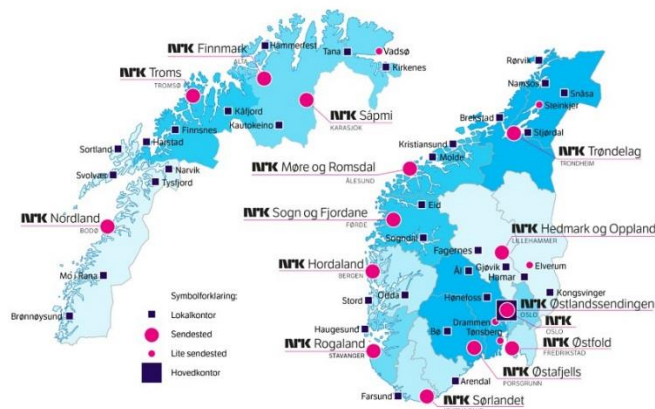 NRK Finnmark
ALTA
Hammerfest
Tana
Vadsø
Kirkenes
NRK Troms
TROMSØ
Kåfjord
Kautokeino
NRK Sápmi
KARASJOK
Finnsnes
Harstad
Sortland
Svolvær
Narvik
Tysfjord
NRK Nordland
BODØ
Mo i Rana
Brønnøysund
Symbolforklaring:
Lokalkontor
Sendested
Lite sendested
Hovedkontor
Rørvik
Namsos
Snåsa
Steinkjer
Brekstad
Stjørdal
NRK Trøndelag
TRONDHEIM
Kristiansund
Molde
NRK Møre og Romsdal
ÅLESUND
Eid
NRK Sogn og Fjordane
FØRDE
Sogndal
Fagernes
NRK Hedmark og Oppland
LILLEHAMMER
Gjøvik
Elverum
Hamar
Ål
NRK Hordaland
BERGEN
Kongsvinger
Hønefoss
Odda
Stord
NRK Østlandssendingen
OSLO
NRK
OSLO
Drammen
Tønsberg
Bø
Haugesund
NRK Rogaland
STAVANGER
NRK Østfold
FREDRIKSTAD
NRK Østafjells
PORSGRUNN
Arendal
Farsund
NRK Sørlandet